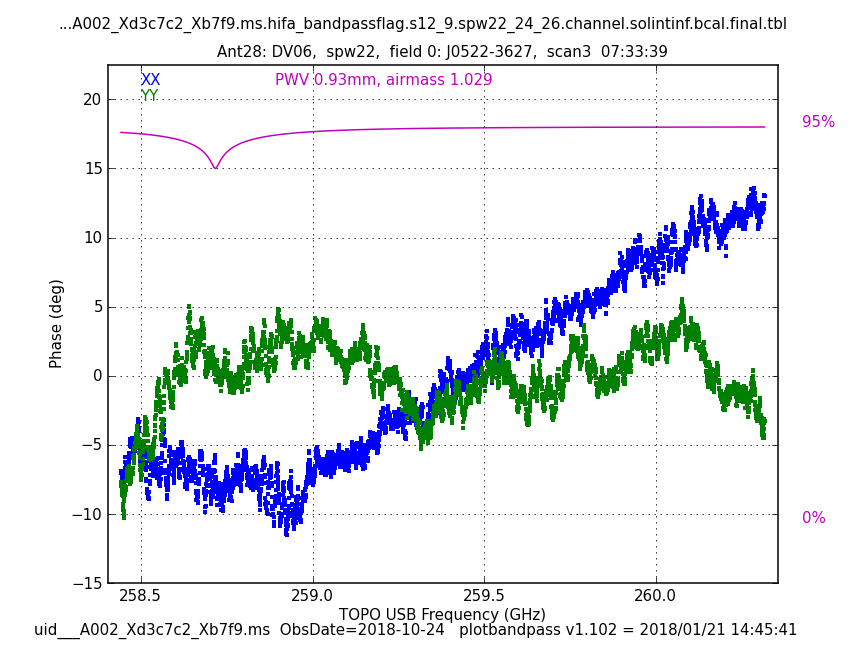 ...A002_Xd3c7c2_Xb7f9.ms.hifa_bandpassflag.s12_9.spw22_24_26.channel.solintinf.bcal.final.tbl
Ant28: DV06, spw22, field 0: J0522-3627, scan3 07:33:39
XX
PWV 0.93mm, airmass 1.029
YY
20
95%
15
10
5
Phase (deg)
0
−5
−10
0%
−15
258.5 259.0 259.5 260.0
TOPO USB Frequency (GHz)
uid___A002_Xd3c7c2_Xb7f9.ms ObsDate=2018-10-24 plotbandpass v1.102 = 2018/01/21 14:45:41